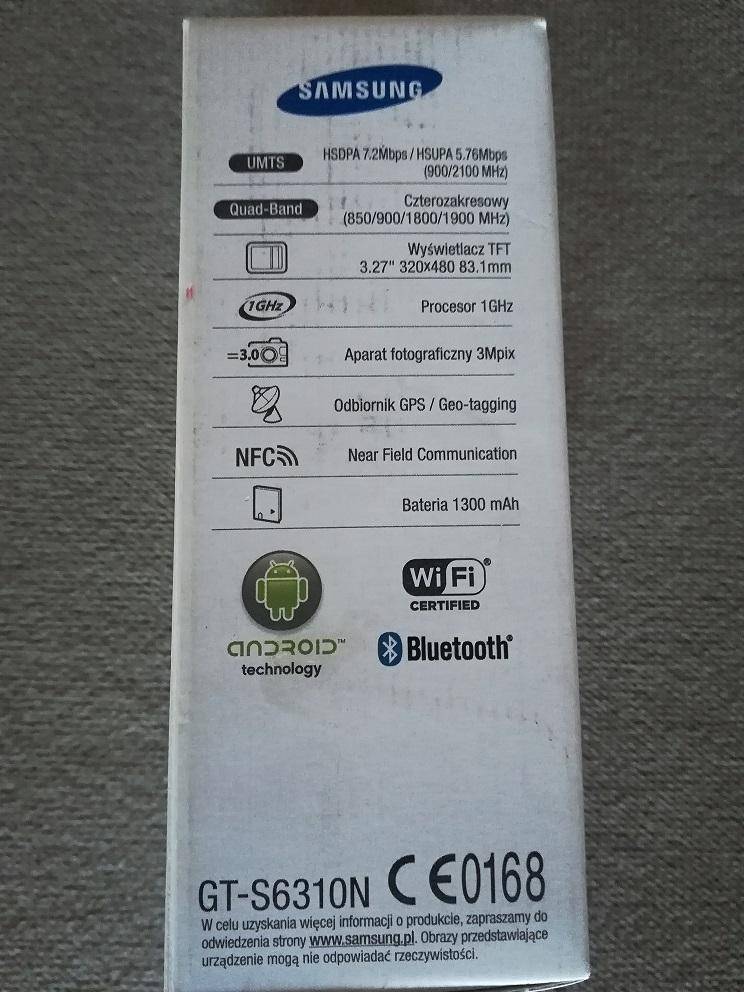 SAMSUNG
UMTS HSDPA 7.2Mbps / HSUPA 5.76Mbps
(900/2100 MHz)
Quad-Band Czterozakresowy
(850/900/1800/1900 MHz)
Wyświetlacz TFT
3.27" 320x480 83.1mm
1GHz Procesor 1GHz
=3.0 Aparat fotograficzny 3Mpix
Odbiornik GPS / Geo-tagging
NFC Near Field Communication
Bateria 1300 mAh
WiFi®
CERTIFIED
ANDROID™
technology
Bluetooth®
GT-S6310N CE0168
W celu uzyskania więcej informacji o produkcie, zapraszamy do
odwiedzenia strony www.samsung.pl. Obrazy przedstawiające
urządzenie mogą nie odpowiadać rzeczywistości.